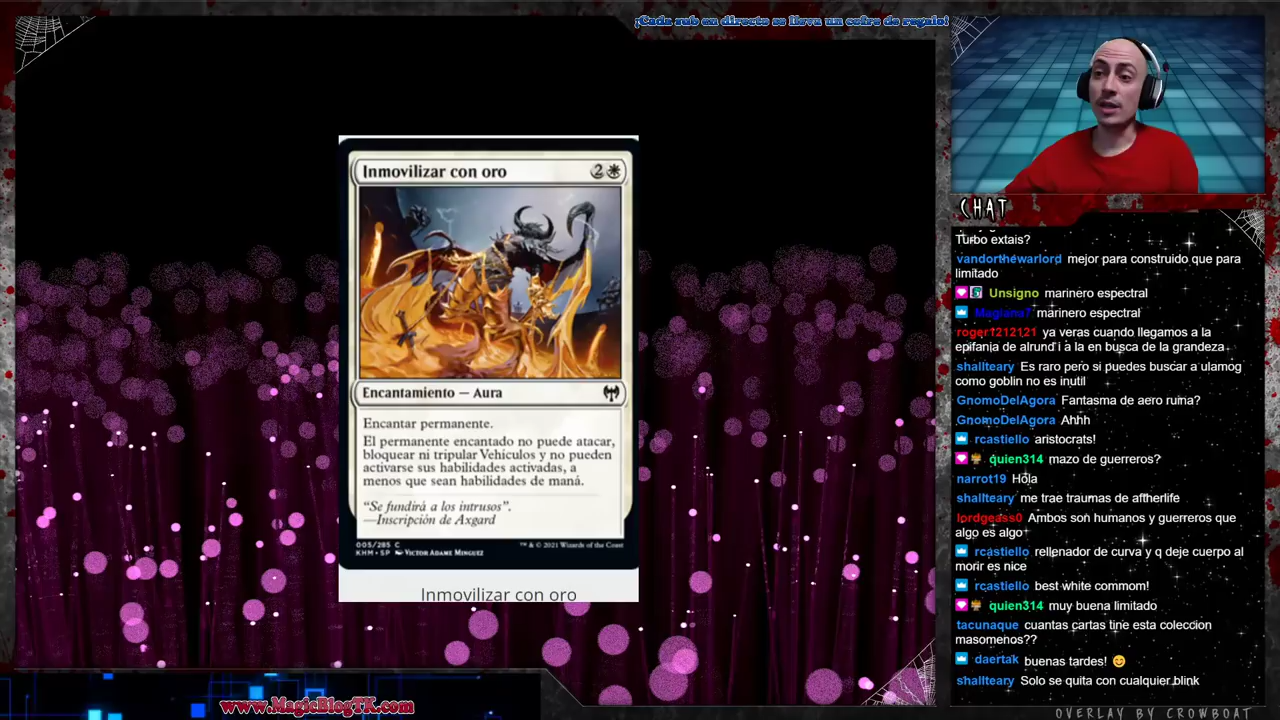 ¡Cada sub en directo se lleva un cofre de regalo!
Inmovilizar con oro 2
Encantamiento — Aura
Encantar permanente.
El permanente encantado no puede atacar,
bloquear ni tripular Vehículos y no pueden
activarse sus habilidades activadas, a
menos que sean habilidades de maná.
“Se fundirá a los intrusos”.
—Inscripción de Axgard
005/285 C
KHM • SP Victor Adame Minguez
™ & © 2021 Wizards of the Coast
Inmovilizar con oro
www.MagicBlogTK.com
CHAT
Turbo extais?
vandorthewarlord mejor para construido que para
limitado
Unsigno marinero espectral
Magiana7 marinero espectral
roger1212121 ya veras cuando llegamos a la
epifania de alrund i a la en busca de la grandeza
shallteary Es raro pero si puedes buscar a ulamog
como goblin no es inutil
GnomoDelAgora Fantasma de aero ruina?
GnomoDelAgora Ahhh
rcastiello aristocrats!
quien314 mazo de guerreros?
narrot19 Hola
shallteary me trae traumas de afherlife
lordgeass0 Ambos son humanos y guerreros que
algo es algo
rcastiello rellenador de curva y q deje cuerpo al
morir es nice
rcastiello best white commom!
quien314 muy buena limitado
tacunaque cuantas cartas tine esta coleccion
masomenos??
daertak buenas tardes!
shallteary Solo se quita con cualquier blink
OVERLAY BY CROWBOAT